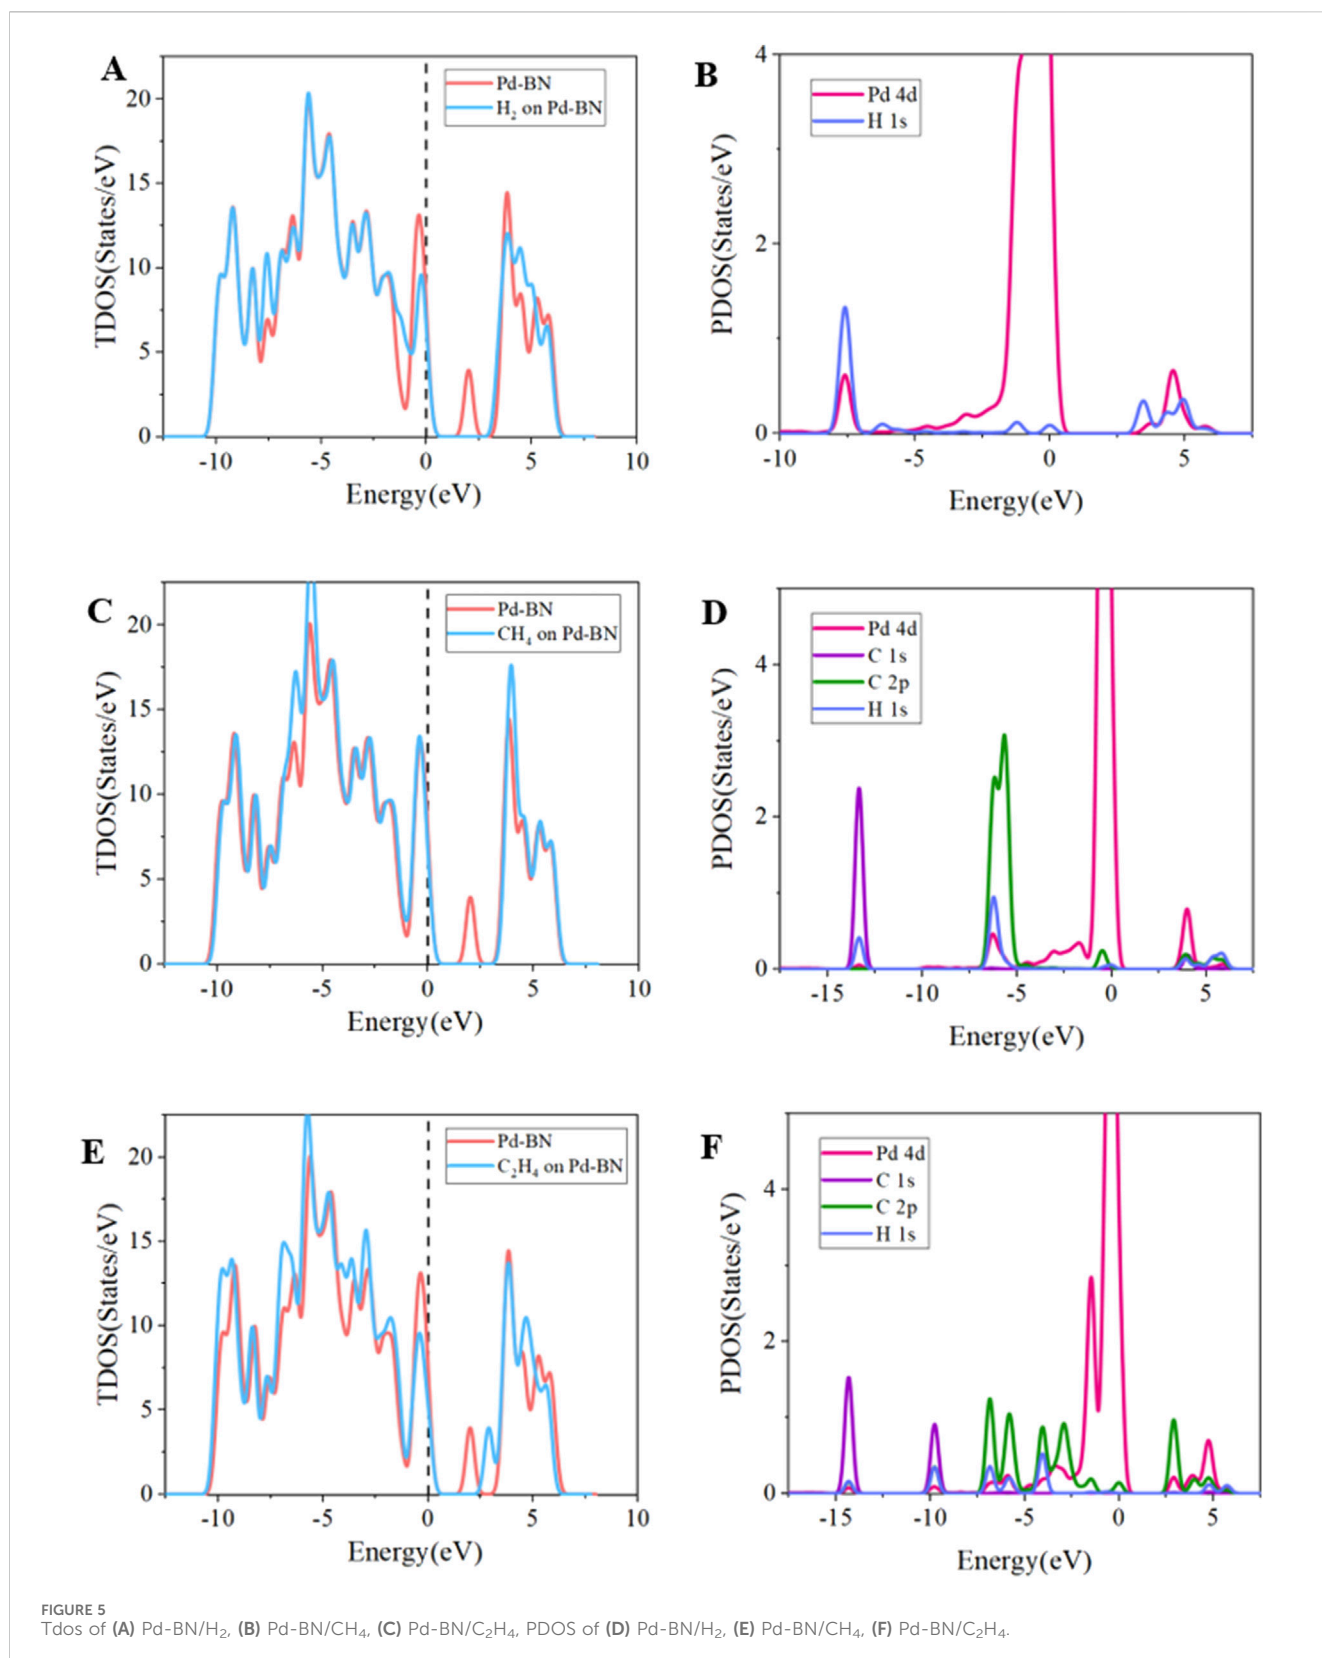 A
Pd-BN
H₂ on Pd-BN
TDOS(States/eV)
20
15
10
5
0
-10 -5 0 5 10
Energy(eV)
B
Pd 4d
H 1s
PDOS(States/eV)
4
2
0
-10 -5 0 5
Energy(eV)
C
Pd-BN
CH₄ on Pd-BN
TDOS(States/eV)
20
15
10
5
0
-10 -5 0 5 10
Energy(eV)
D
Pd 4d
C 1s
C 2p
H 1s
PDOS(States/eV)
4
2
0
-15 -10 -5 0 5
Energy(eV)
E
Pd-BN
C₂H₄ on Pd-BN
TDOS(States/eV)
20
15
10
5
0
-10 -5 0 5 10
Energy(eV)
F
Pd 4d
C 1s
C 2p
H 1s
PDOS(States/eV)
4
2
0
-15 -10 -5 0 5
Energy(eV)
FIGURE 5
Tdos of (A) Pd-BN/H₂, (B) Pd-BN/CH₄, (C) Pd-BN/C₂H₄, PDOS of (D) Pd-BN/H₂, (E) Pd-BN/CH₄, (F) Pd-BN/C₂H₄.